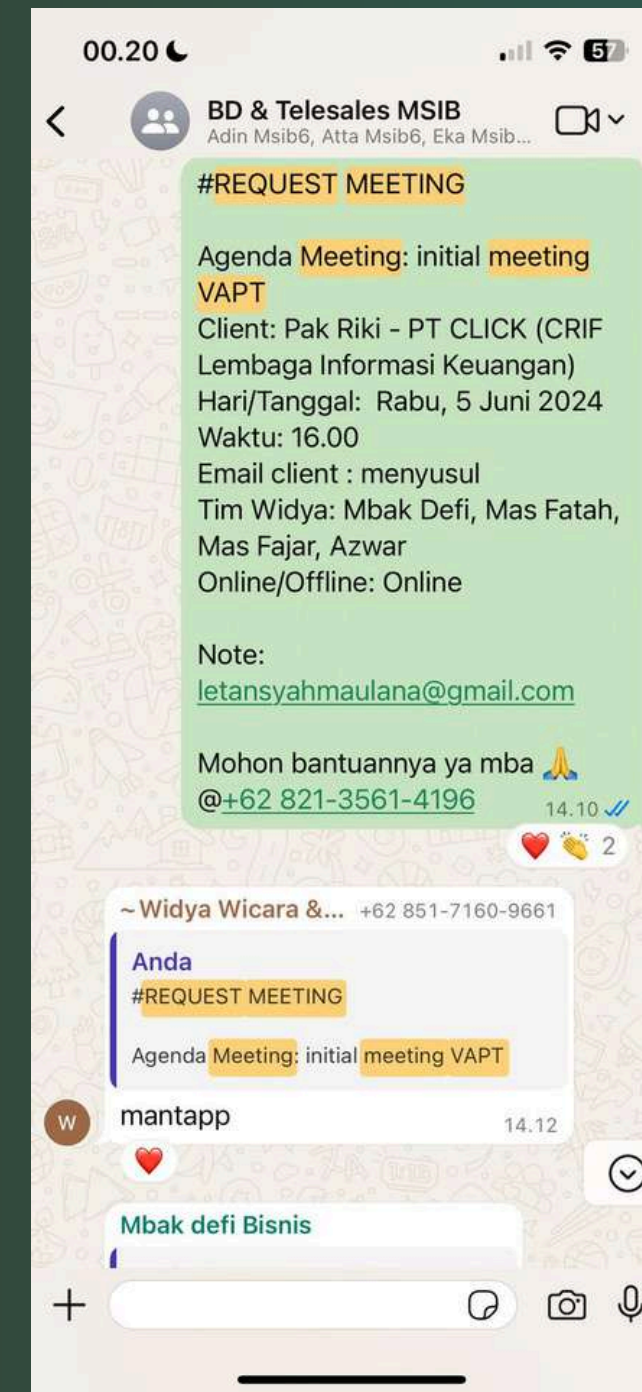 00.20
57
BD & Telesales MSIB
Adin Msib6, Atta Msib6, Eka Msib...
#REQUEST MEETING
Agenda Meeting: initial meeting
VAPT
Client: Pak Riki - PT CLICK (CRIF
Lembaga Informasi Keuangan)
Hari/Tanggal:  Rabu, 5 Juni 2024
Waktu: 16.00
Email client : menyusul
Tim Widya: Mbak Defi, Mas Fatah,
Mas Fajar, Azwar
Online/Offline: Online
Note:
letansyahmaulana@gmail.com
Mohon bantuannya ya mba 🙏
@+62 821-3561-4196
14.10
❤️ 👏 2
~Widya Wicara &... +62 851-7160-9661
Anda
#REQUEST MEETING
Agenda Meeting: initial meeting VAPT
W
mantapp
14.12
❤️
Mbak defi Bisnis